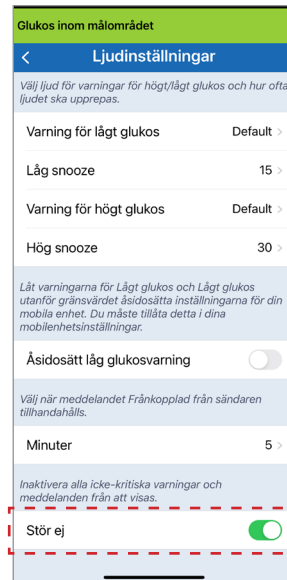 Glukos inom målområdet
Ljudinställningar
Välj ljud för varningar för högt/lågt glukos och hur ofta
ljudet ska upprepas.
Varning för lågt glukos Default
Låg snooze 15
Varning för högt glukos Default
Hög snooze 30
Låt varningarna för Lågt glukos och Lågt glukos
utanför gränsvärdet åsidosätta inställningarna för din
mobila enhet. Du måste tillåta detta i dina
mobilenhetsinställningar.
Åsidosätt låg glukosvarning
Välj när meddelandet Frånkopplad från sändaren
tillhandahålls.
Minuter 5
Inaktivera alla icke-kritiska varningar och
meddelanden från att visas.
Stör ej